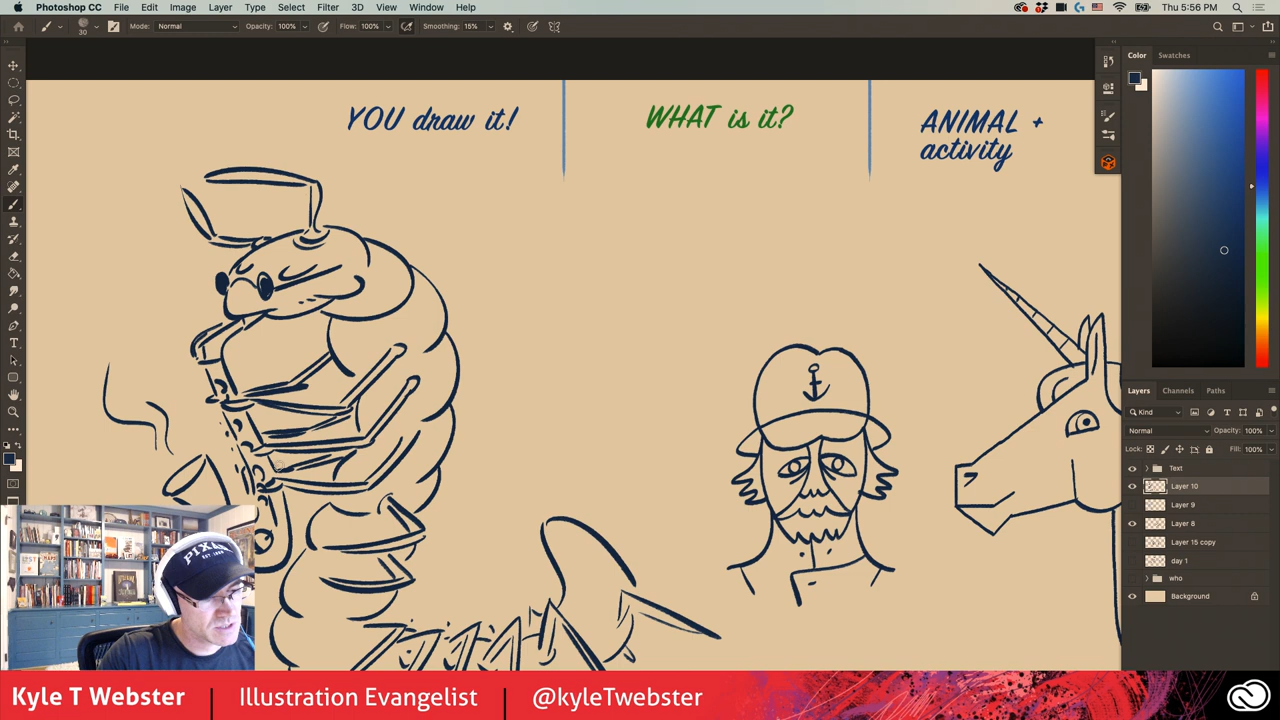 Photoshop CC File Edit Image Layer Type Select Filter 3D View Window Help Thu 5:56 PM
30 Mode: Normal Opacity: 100% Flow: 100% Smoothing: 15%
Color Swatches
YOU draw it!
WHAT is it?
ANIMAL +
activity
Layers Channels Paths
Kind
Normal Opacity: 100%
Lock: Fill: 100%
Text
Layer 10
Layer 9
Layer 8
Layer 15 copy
day 1
who
Background
PIXAR
Kyle T Webster | Illustration Evangelist | @kyleTwebster